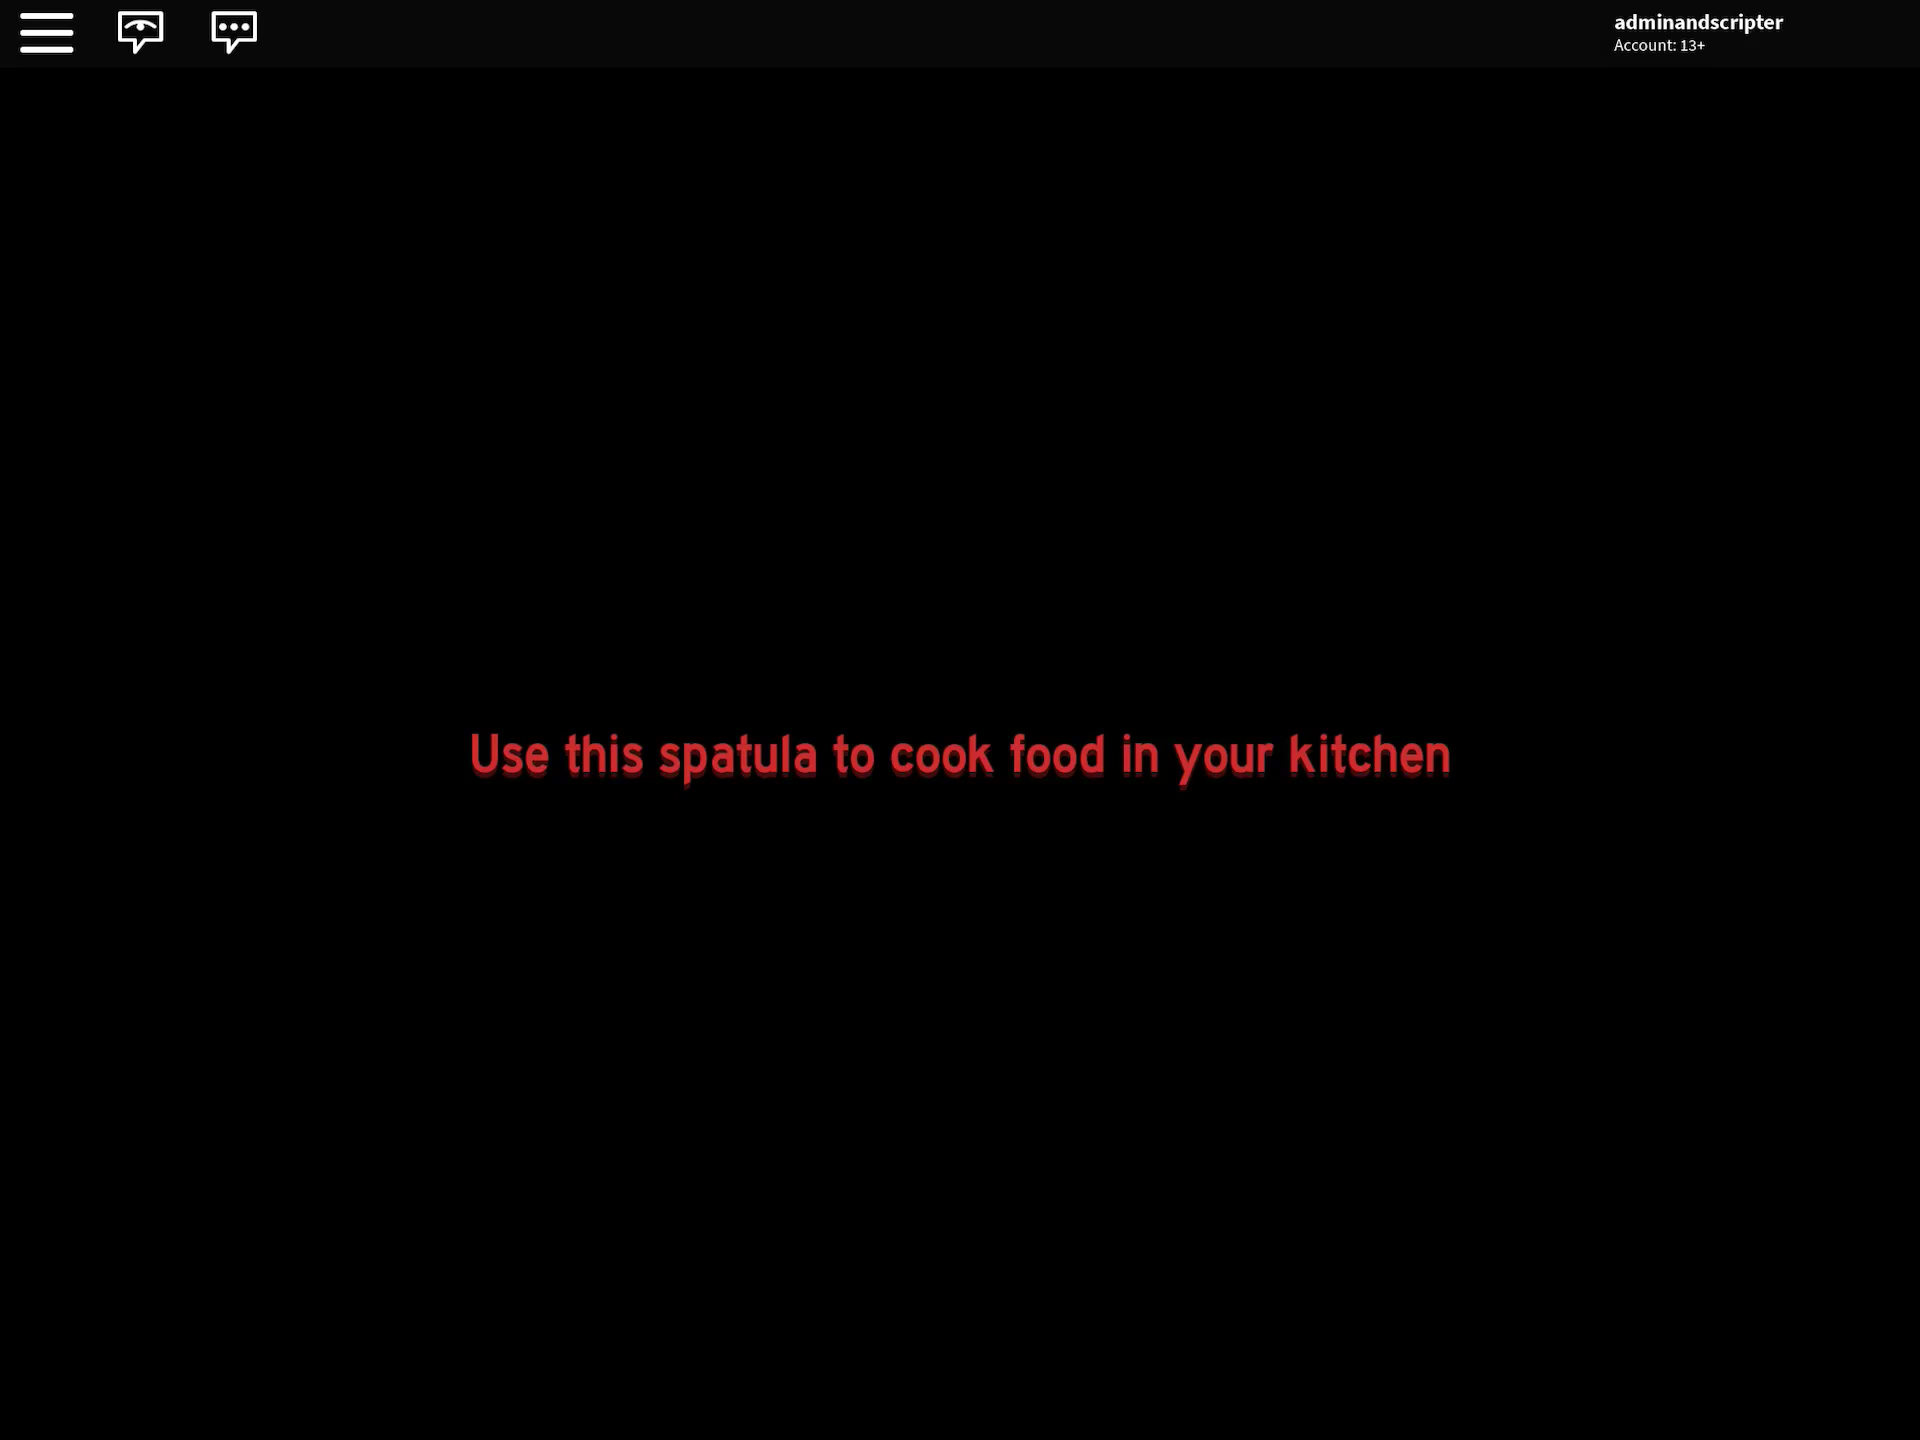 adminandscripter
Account: 13+
Use this spatula to cook food in your kitchen